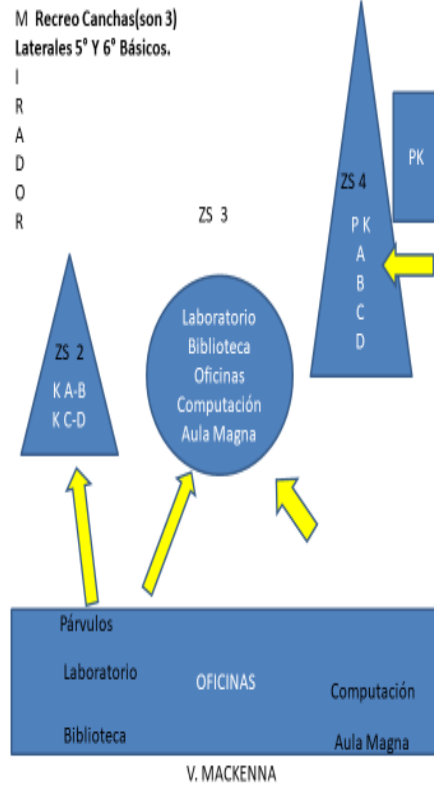 M Recreo Canchas(son 3)
Laterales 5° Y 6° Básicos.
I
R
A
D
O
R
ZS 3
ZS 4
P K
A
B
C
D
PK
ZS 2
K A-B
K C-D
Laboratorio
Biblioteca
Oficinas
Computación
Aula Magna
Párvulos
Laboratorio
Biblioteca
OFICINAS
Computación
Aula Magna
V. MACKENNA